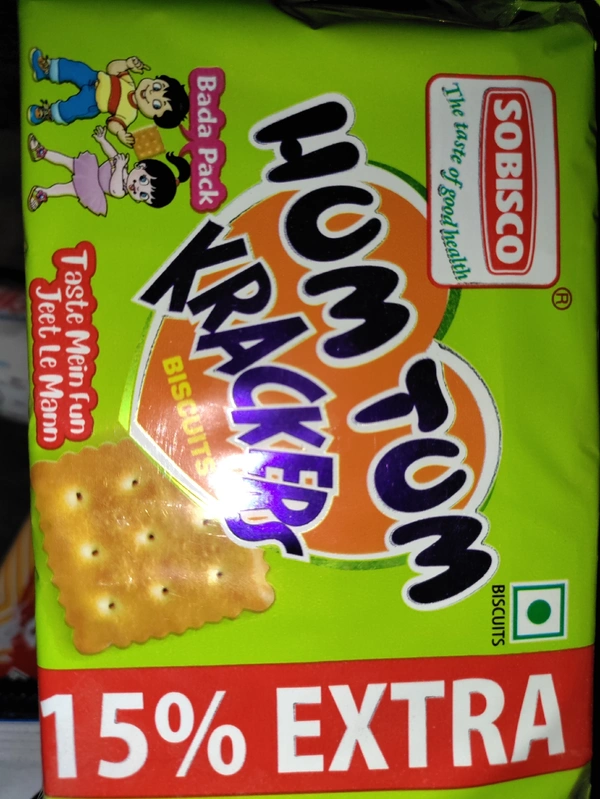 SOBISCO
The taste of good health
®
HUM TUM
KRACKERS
BISCUITS
Bada Pack
Taste Mein Fun
Jeet Le Mann
BISCUITS
15% EXTRA